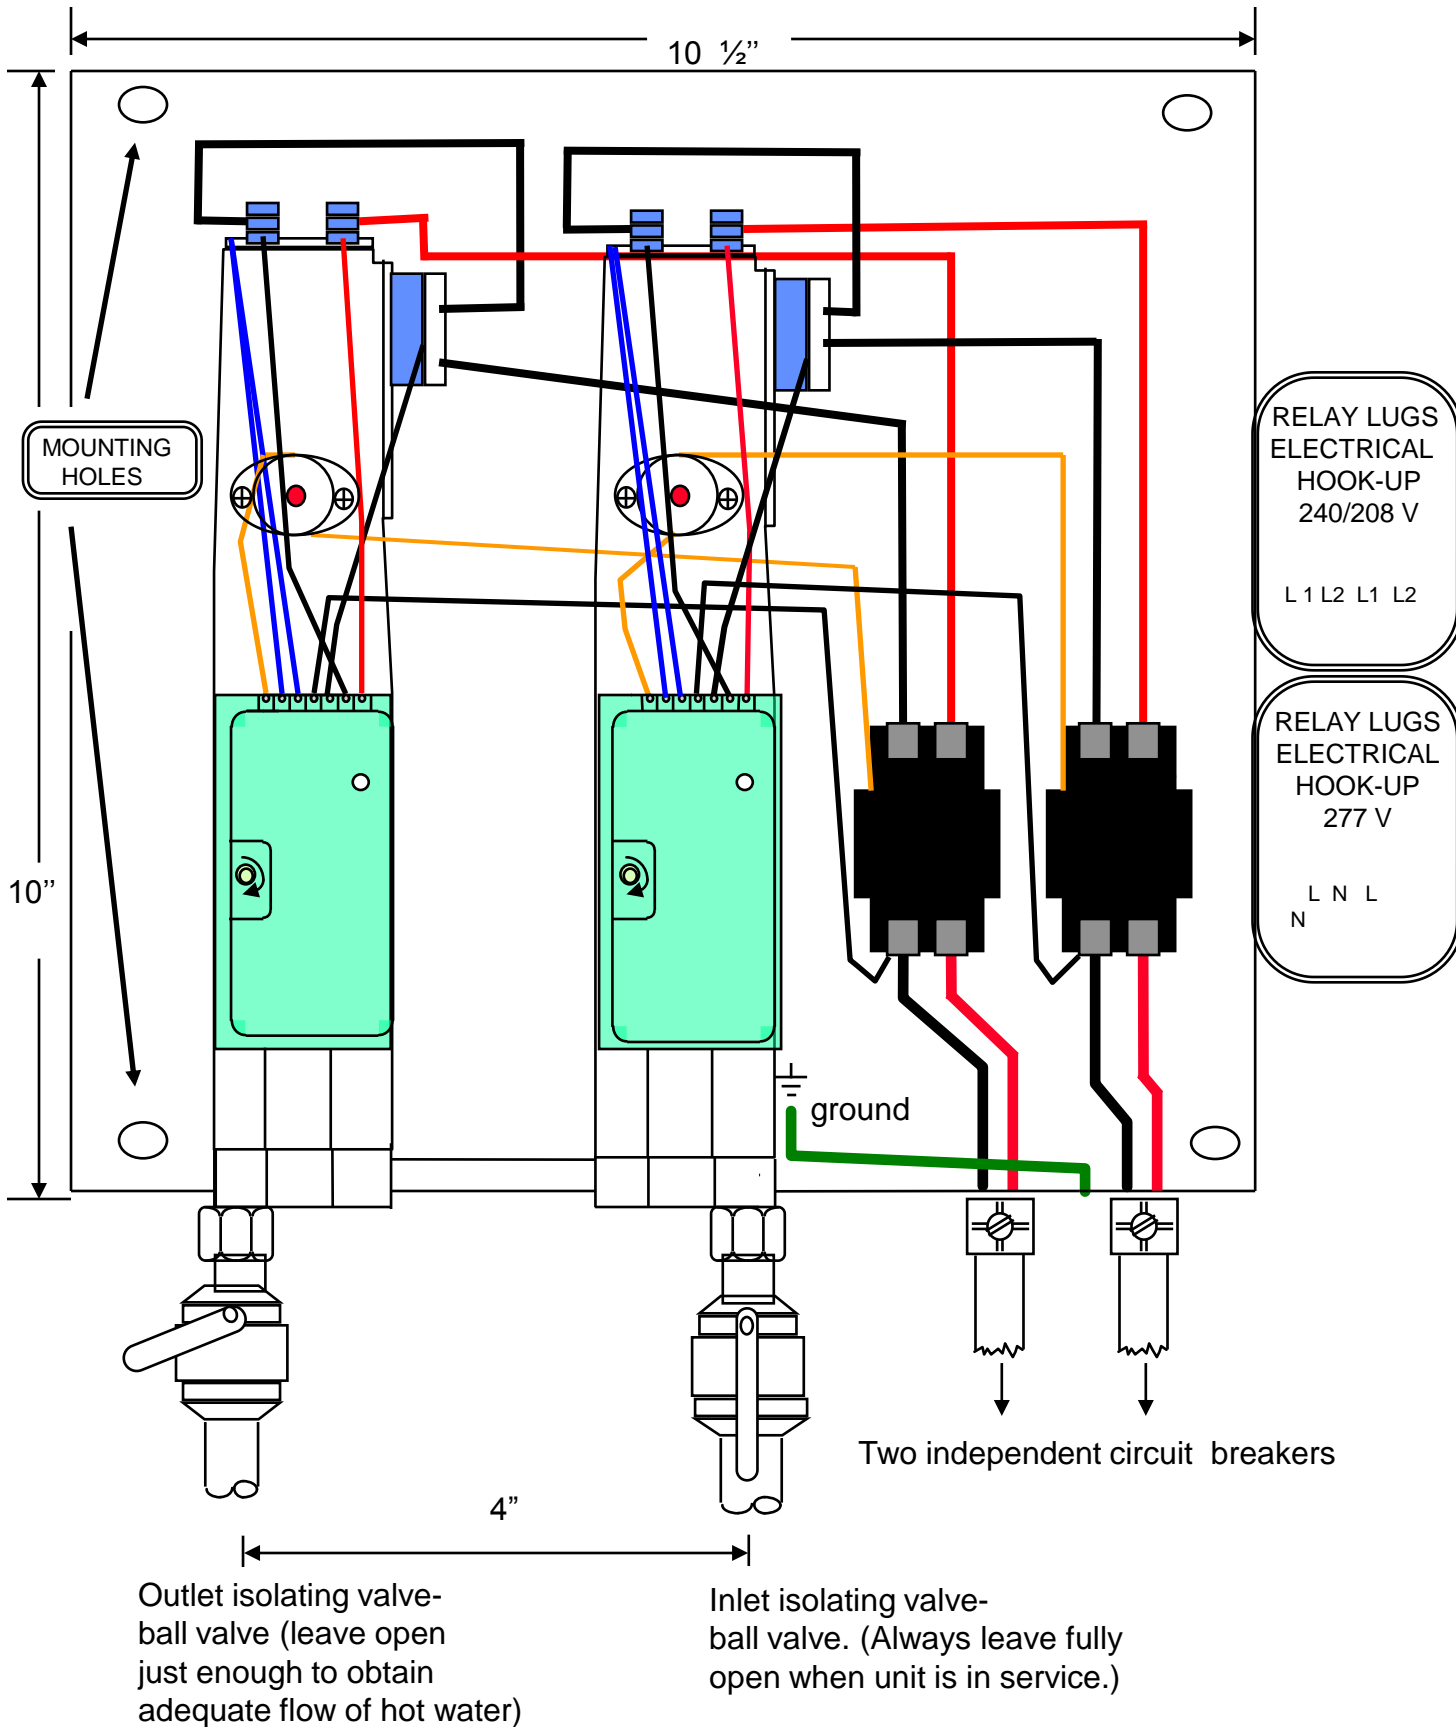 10 ½’’
MOUNTING
HOLES
RELAY LUGS
ELECTRICAL
HOOK-UP
240/208 V
L 1 L2 L1 L2
RELAY LUGS
ELECTRICAL
HOOK-UP
277 V
L N L
N
10’’
ground
Two independent circuit breakers
4”
Outlet isolating valve-
ball valve (leave open
just enough to obtain
adequate flow of hot water)
Inlet isolating valve-
ball valve. (Always leave fully
open when unit is in service.)